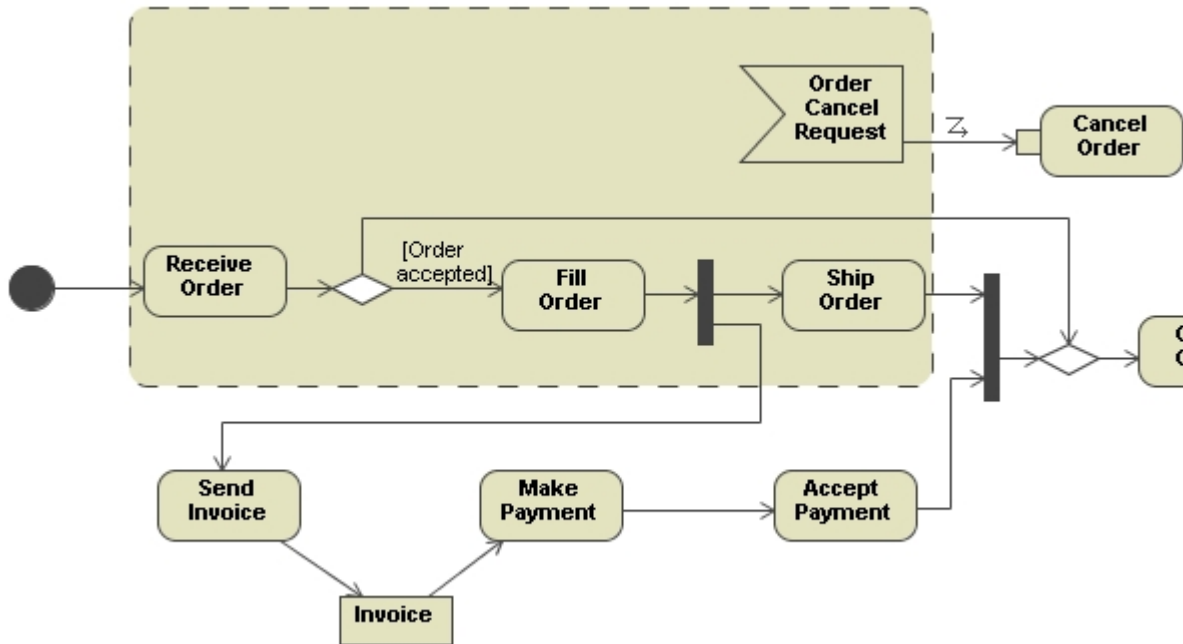 Order
Cancel
Request
Cancel
Order
[Order
accepted]
Receive
Order
Fill
Order
Ship
Order
Send
Invoice
Make
Payment
Accept
Payment
Invoice